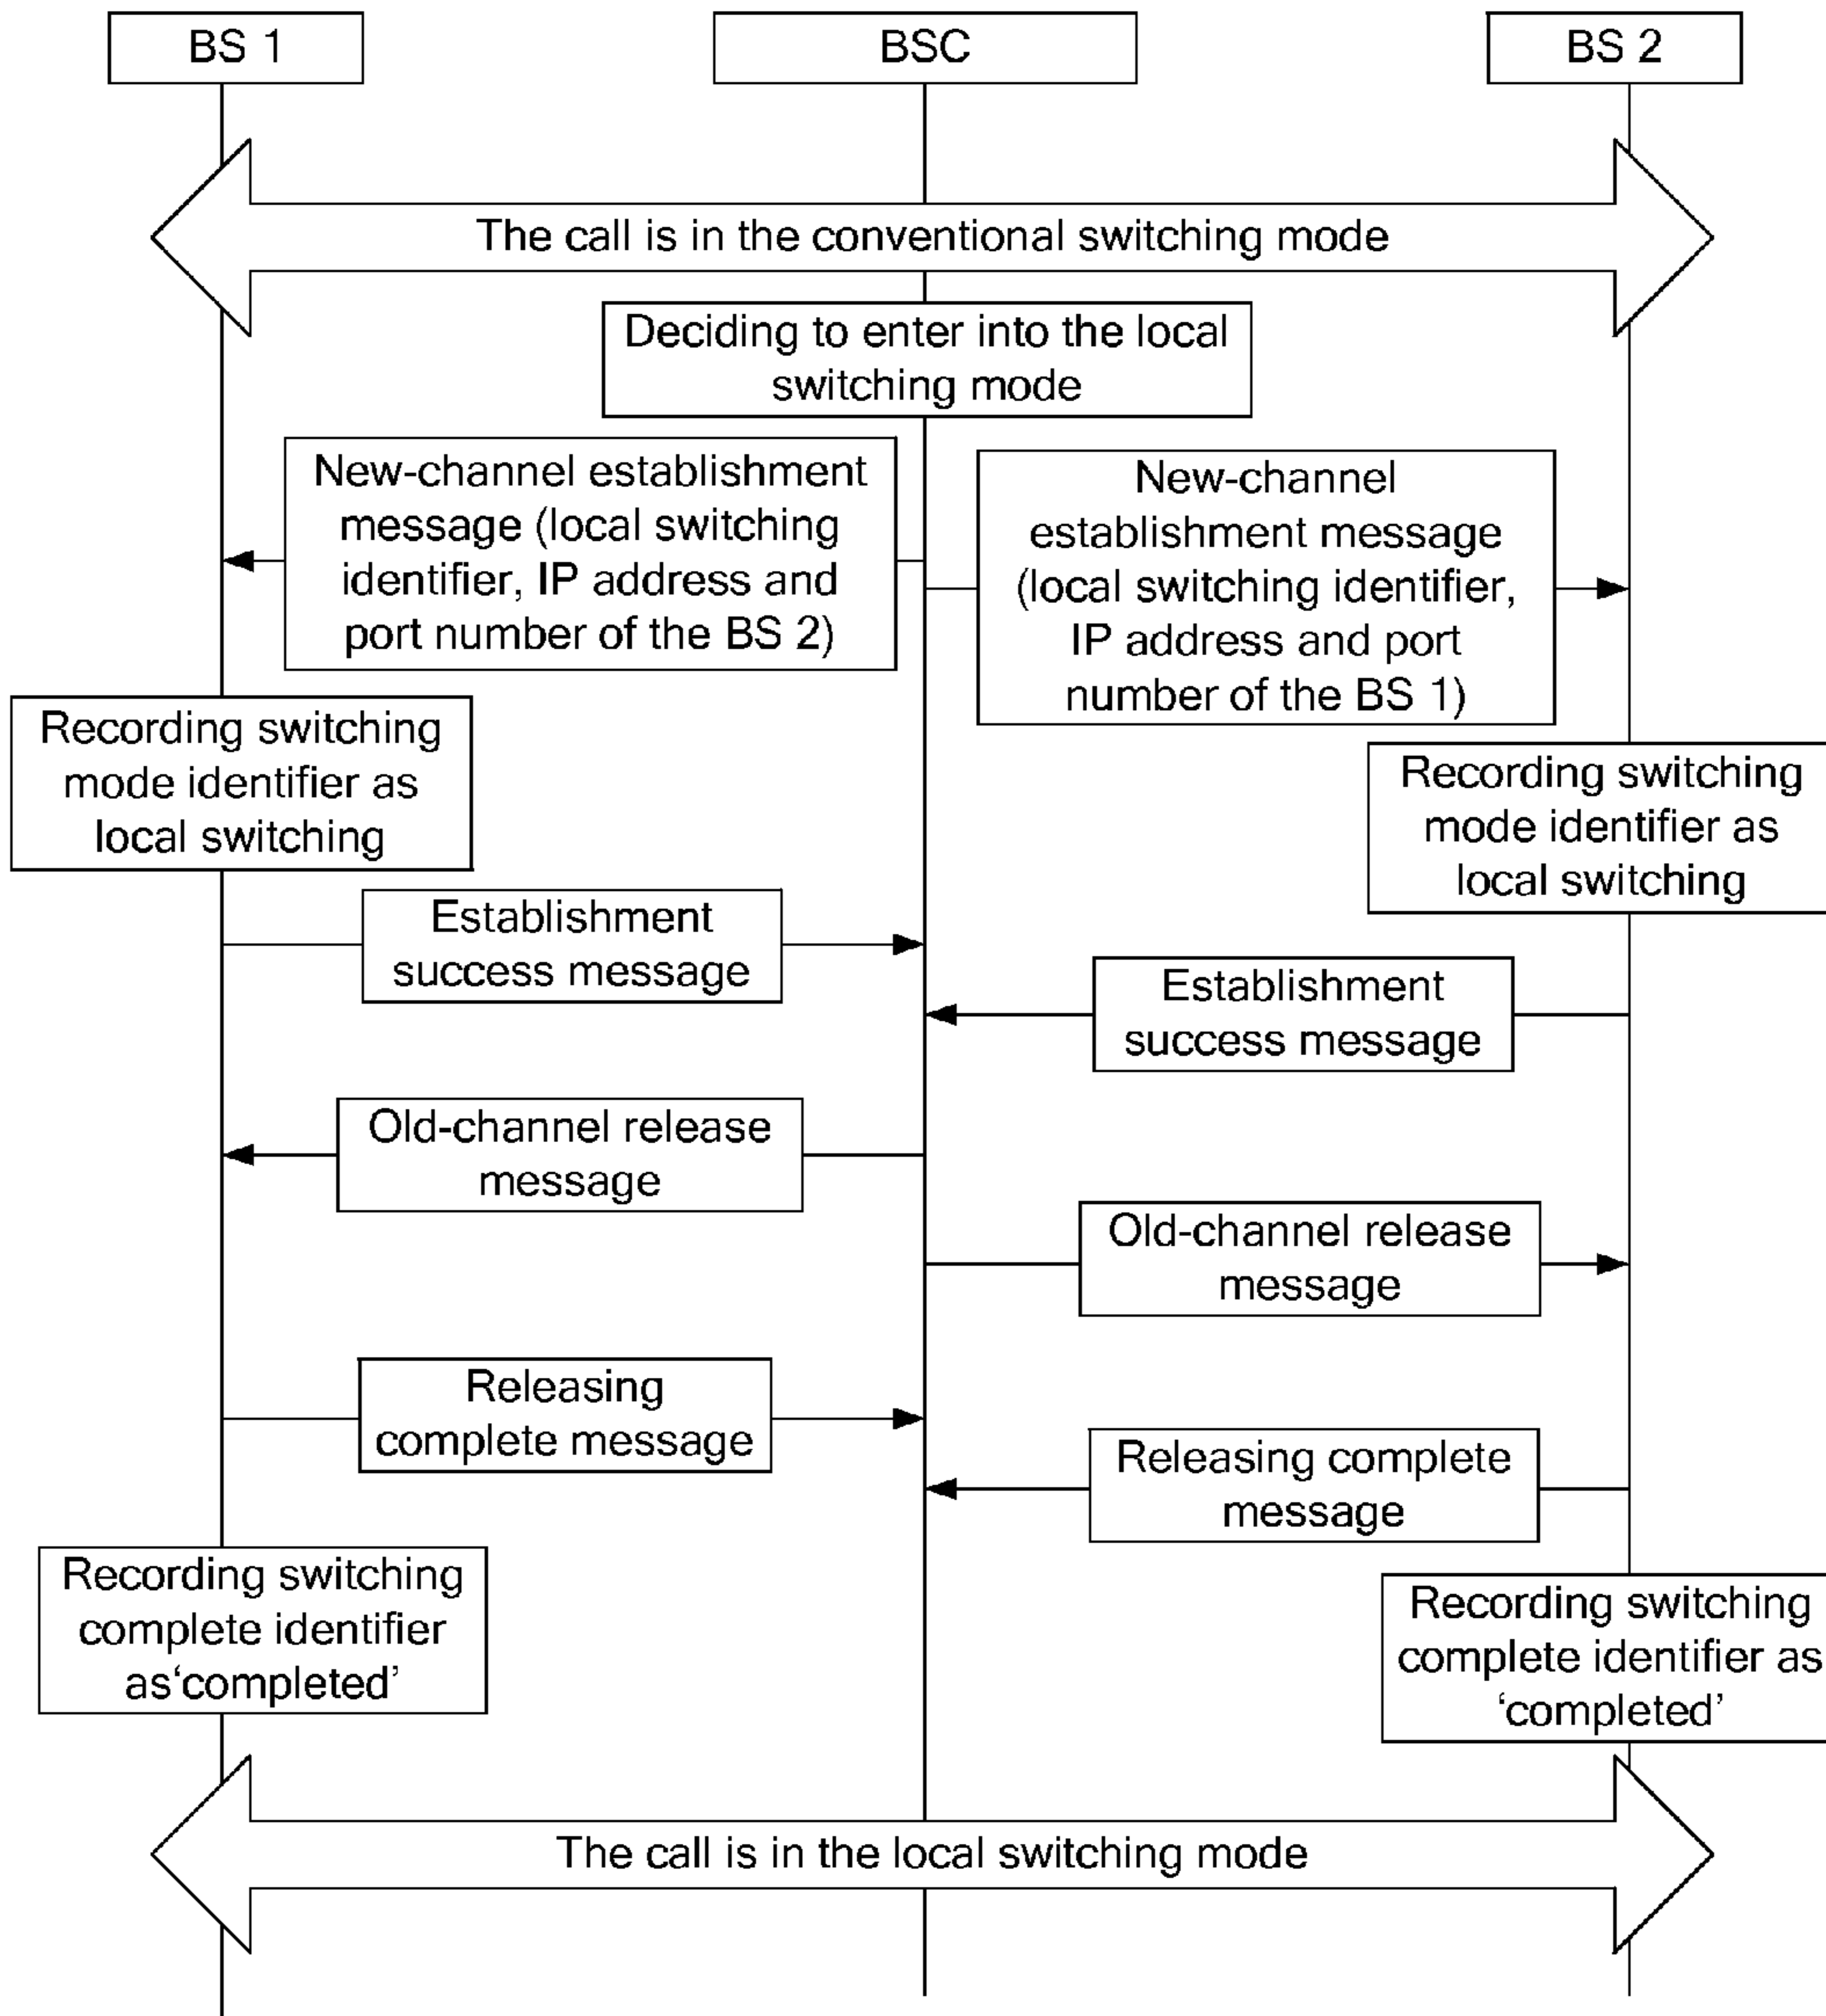 BS 1
BSC
BS 2
The call is in the conventional switching mode
Deciding to enter into the local
switching mode
New-channel establishment
message (local switching
identifier, IP address and
port number of the BS 2)
New-channel
establishment message
(local switching identifier,
IP address and port
number of the BS 1)
Recording switching
mode identifier as
local switching
Recording switching
mode identifier as
local switching
Establishment
success message
Establishment
success message
Old-channel release
message
Old-channel release
message
Releasing
complete message
Releasing complete
message
Recording switching
complete identifier
as‘completed’
Recording switching
complete identifier as
‘completed’
The call is in the local switching mode